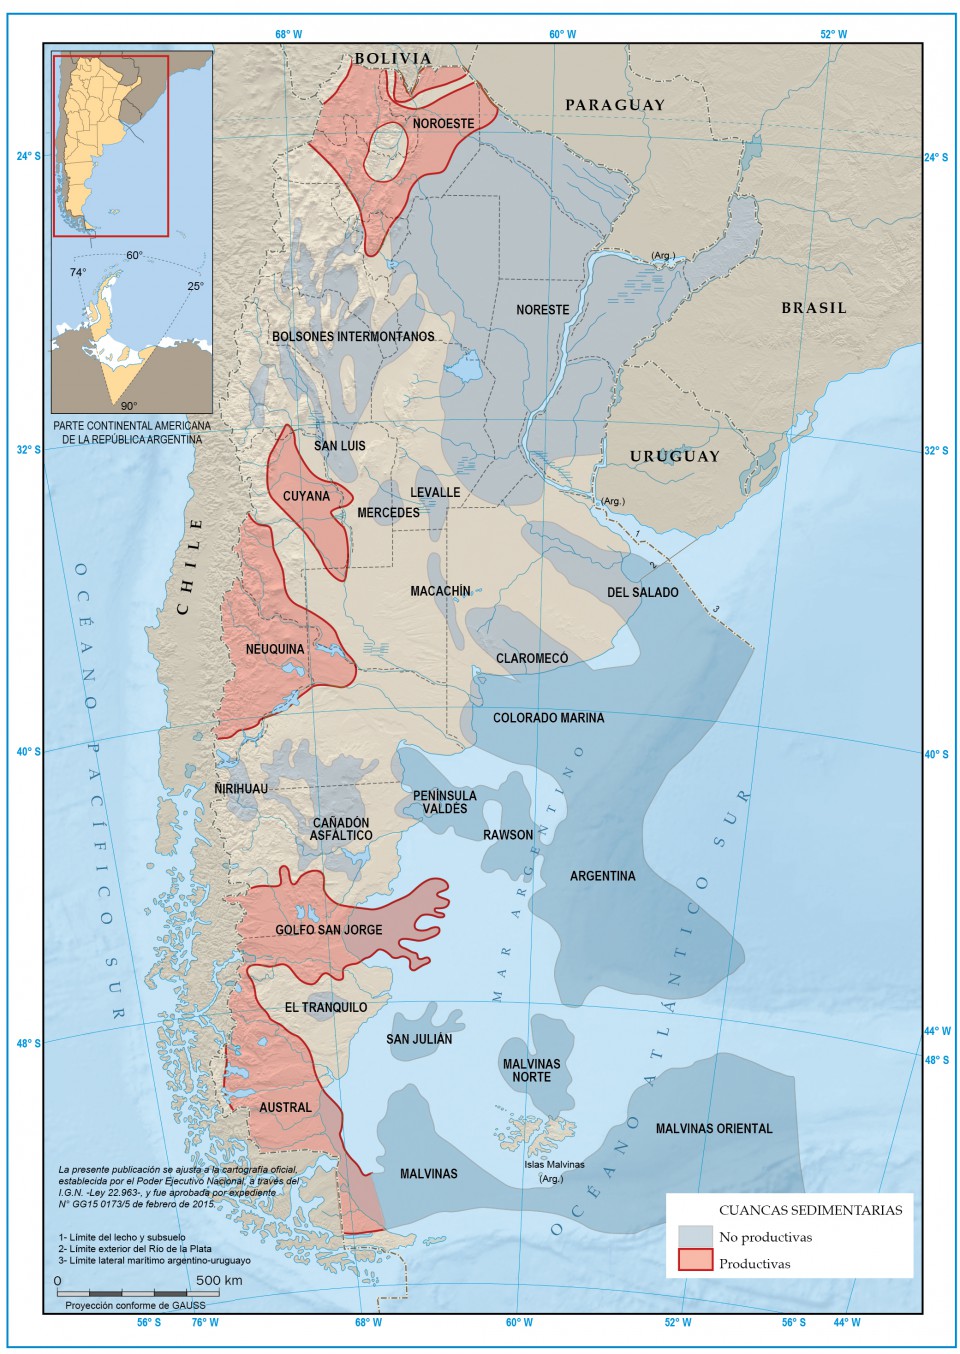 68° W
60° W
52° W
BOLIVIA
PARAGUAY
NOROESTE
24° S
24° S
60°
74°
25°
90°
(Arg.)
NORESTE
BRASIL
BOLSONES INTERMONTANOS
PARTE CONTINENTAL AMERICANA
DE LA REPÚBLICA ARGENTINA
32° S
SAN LUIS
32° S
URUGUAY
CUYANA
LEVALLE
MERCEDES
(Arg.)
1
2
3
CHILE
MACACHÍN
DEL SALADO
NEUQUINA
CLAROMECÓ
COLORADO MARINA
OCÉANO PACÍFICO SUR
40° S
40° S
ÑIRIHUAU
PENÍNSULA
VALDÉS
CAÑADÓN
ASFÁLTICO
RAWSON
ARGENTINA
MAR ARGENTINO
OCÉANO ATLÁNTICO SUR
GOLFO SAN JORGE
EL TRANQUILO
SAN JULIÁN
44° W
48° S
48° S
MALVINAS
NORTE
AUSTRAL
MALVINAS ORIENTAL
Islas Malvinas
(Arg.)
MALVINAS
La presente publicación se ajusta a la cartografía oficial,
establecida por el Poder Ejecutivo Nacional, a través del
I.G.N. -Ley 22.963-, y fue aprobada por expediente
N° GG15 0173/5 de febrero de 2015.
1- Límite del lecho y subsuelo
2- Límite exterior del Río de la Plata
3- Límite lateral marítimo argentino-uruguayo
0 500 km
Proyección conforme de GAUSS
CUANCAS SEDIMENTARIAS
No productivas
Productivas
56° S
76° W
68° W
60° W
52° W
56° S
44° W